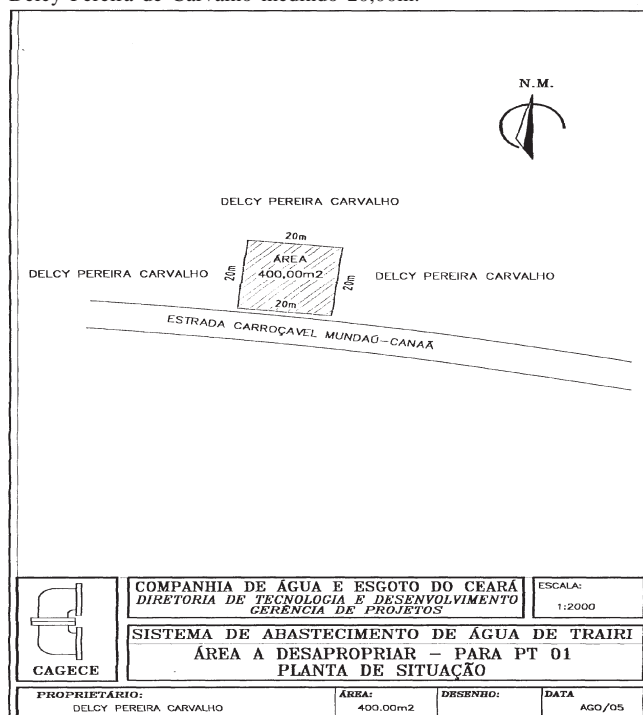 Delcy Pereira de Carvalho medindo 20,00m.
N.M.
DELCY PEREIRA CARVALHO
20m
DELCY PEREIRA CARVALHO
20m
ÁREA
400,00m2
20m
DELCY PEREIRA CARVALHO
20m
ESTRADA CARROÇAVEL MUNDAÚ-CANAÃ
CAGECE
COMPANHIA DE ÁGUA E ESGOTO DO CEARÁ
DIRETORIA DE TECNOLOGIA E DESENVOLVIMENTO
GERÊNCIA DE PROJETOS
ESCALA:
1:2000
SISTEMA DE ABASTECIMENTO DE ÁGUA DE TRAIRI
ÁREA A DESAPROPRIAR – PARA PT 01
PLANTA DE SITUAÇÃO
PROPRIETÁRIO:
DELCY PEREIRA CARVALHO
ÁREA:
400.00m2
DESENHO:
DATA
AGO/05